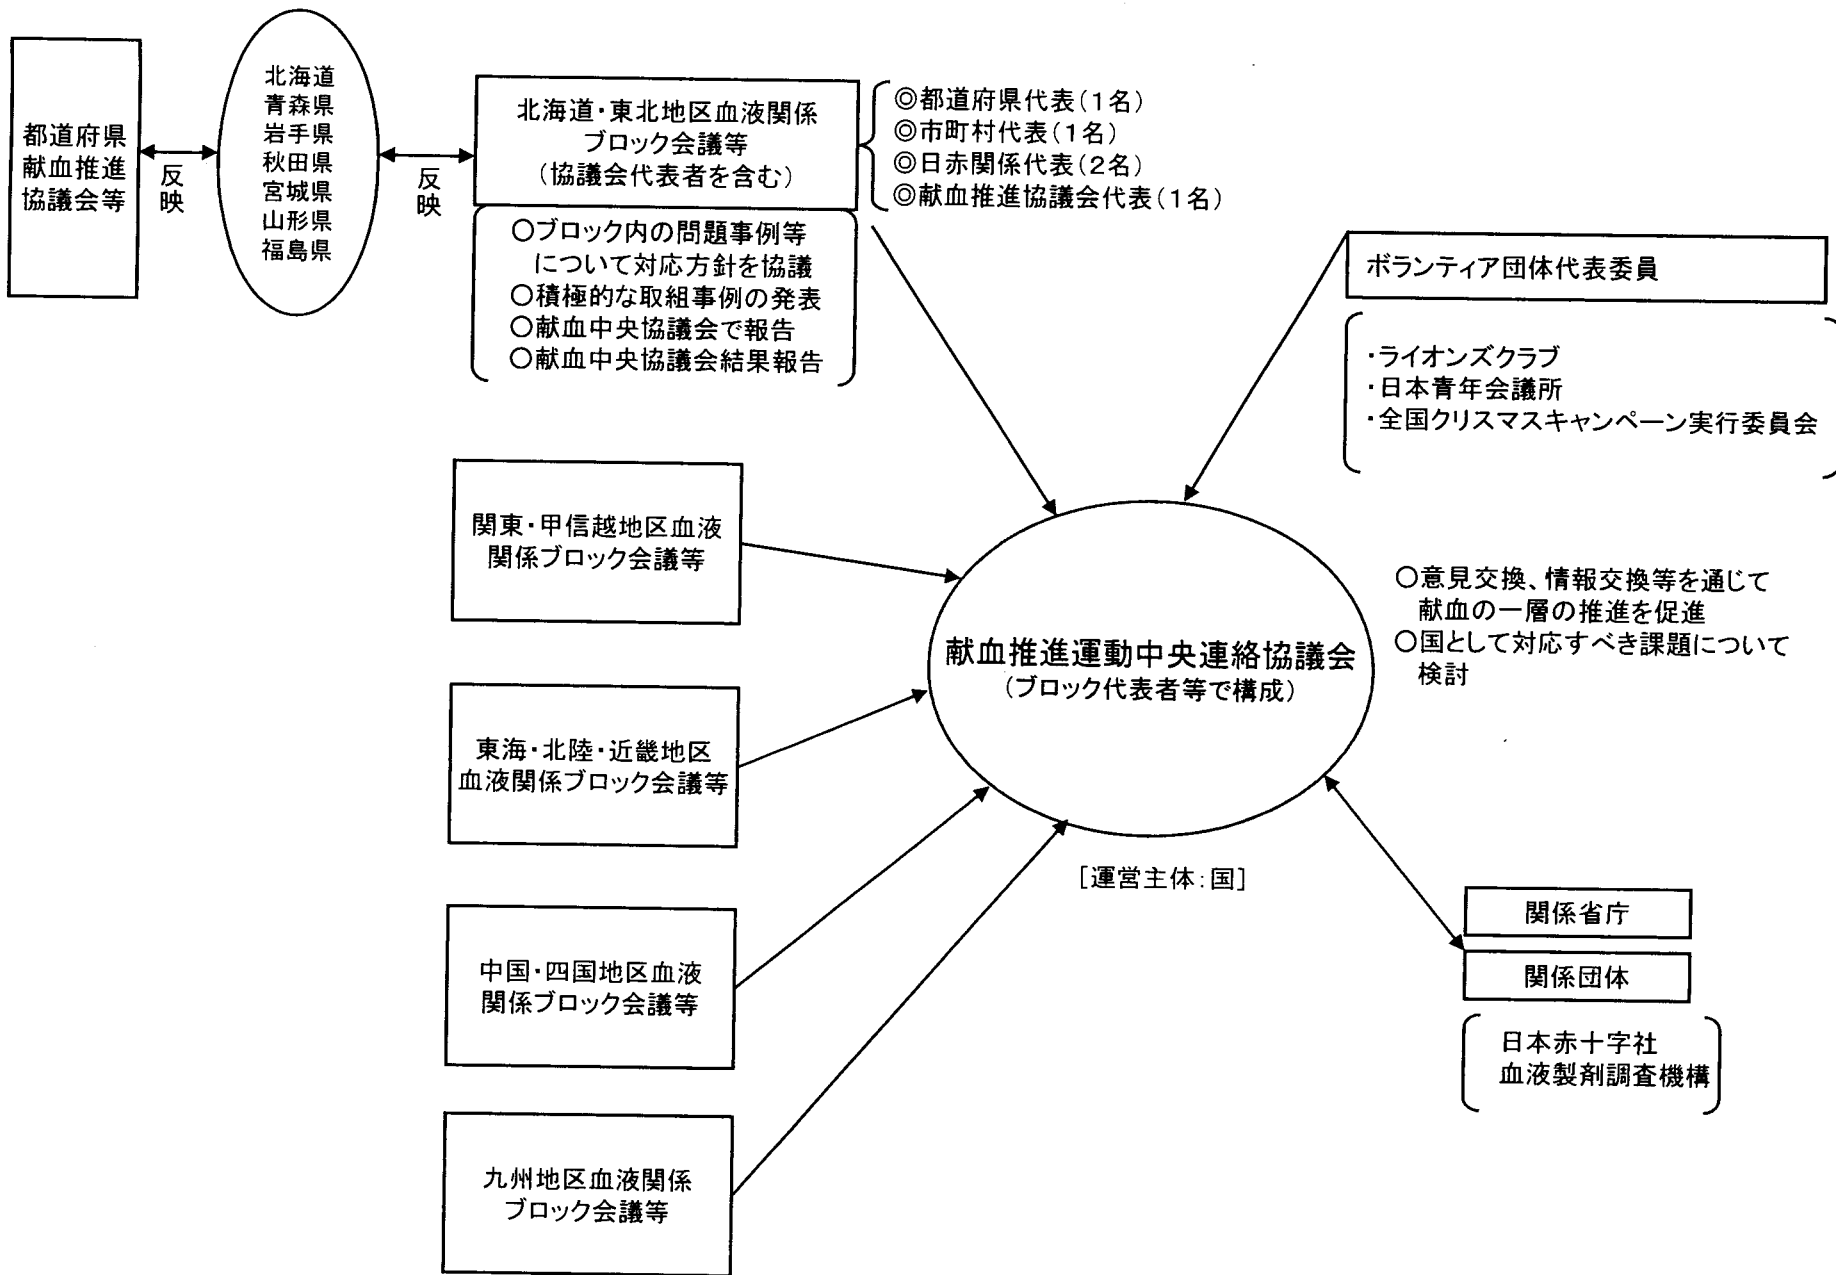 都道府県
献血推進
協議会等
反映
北海道
青森県
岩手県
秋田県
宮城県
山形県
福島県
反映
北海道・東北地区血液関係
ブロック会議等
(協議会代表者を含む)
◎都道府県代表(1名)
◎市町村代表(1名)
◎日赤関係代表(2名)
◎献血推進協議会代表(1名)
○ブロック内の問題事例等
について対応方針を協議
○積極的な取組事例の発表
○献血中央協議会で報告
○献血中央協議会結果報告
ボランティア団体代表委員
・ライオンズクラブ
・日本青年会議所
・全国クリスマスキャンペーン実行委員会
関東・甲信越地区血液
関係ブロック会議等
東海・北陸・近畿地区
血液関係ブロック会議等
中国・四国地区血液
関係ブロック会議等
九州地区血液関係
ブロック会議等
献血推進運動中央連絡協議会
(ブロック代表者等で構成)
[運営主体:国]
○意見交換、情報交換等を通じて
献血の一層の推進を促進
○国として対応すべき課題について
検討
関係省庁
関係団体
日本赤十字社
血液製剤調査機構